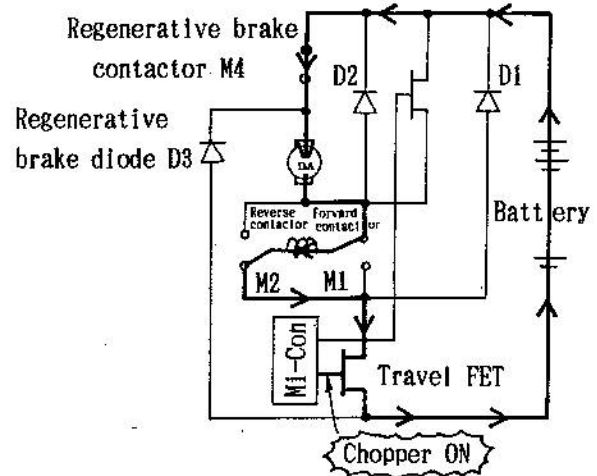 Regenerative brake
contactor M4
D2
D1
Regenerative
brake diode D3
Battery
Reverse
contactor
Forward
contactor
M2
M1
Mi-Con
Travel FET
Chopper ON